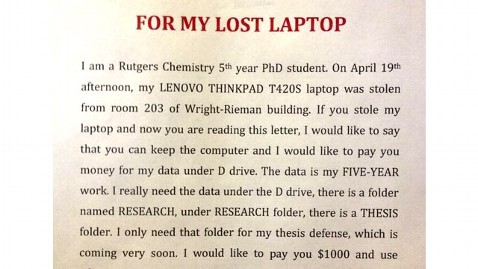 FOR MY LOST LAPTOP
I am a Rutgers Chemistry 5th year PhD student. On April 19th
afternoon, my LENOVO THINKPAD T420S laptop was stolen
from room 203 of Wright-Rieman building. If you stole my
laptop and now you are reading this letter, I would like to say
that you can keep the computer and I would like to pay you
money for my data under D drive. The data is my FIVE-YEAR
work. I really need the data under the D drive, there is a folder
named RESEARCH, under RESEARCH folder, there is a THESIS
folder. I only need that folder for my thesis defense, which is
coming very soon. I would like to pay you $1000 and use